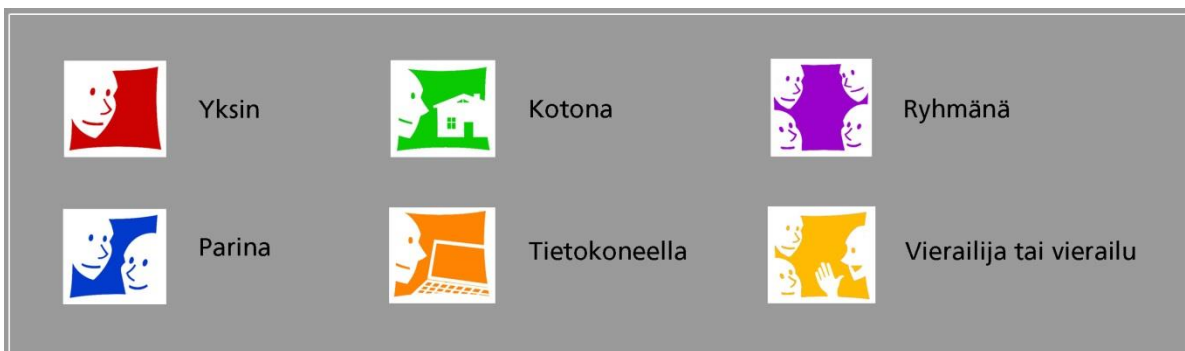 Yksin
Kotona
Ryhmänä
Parina
Tietokoneella
Vierailija tai vierailu